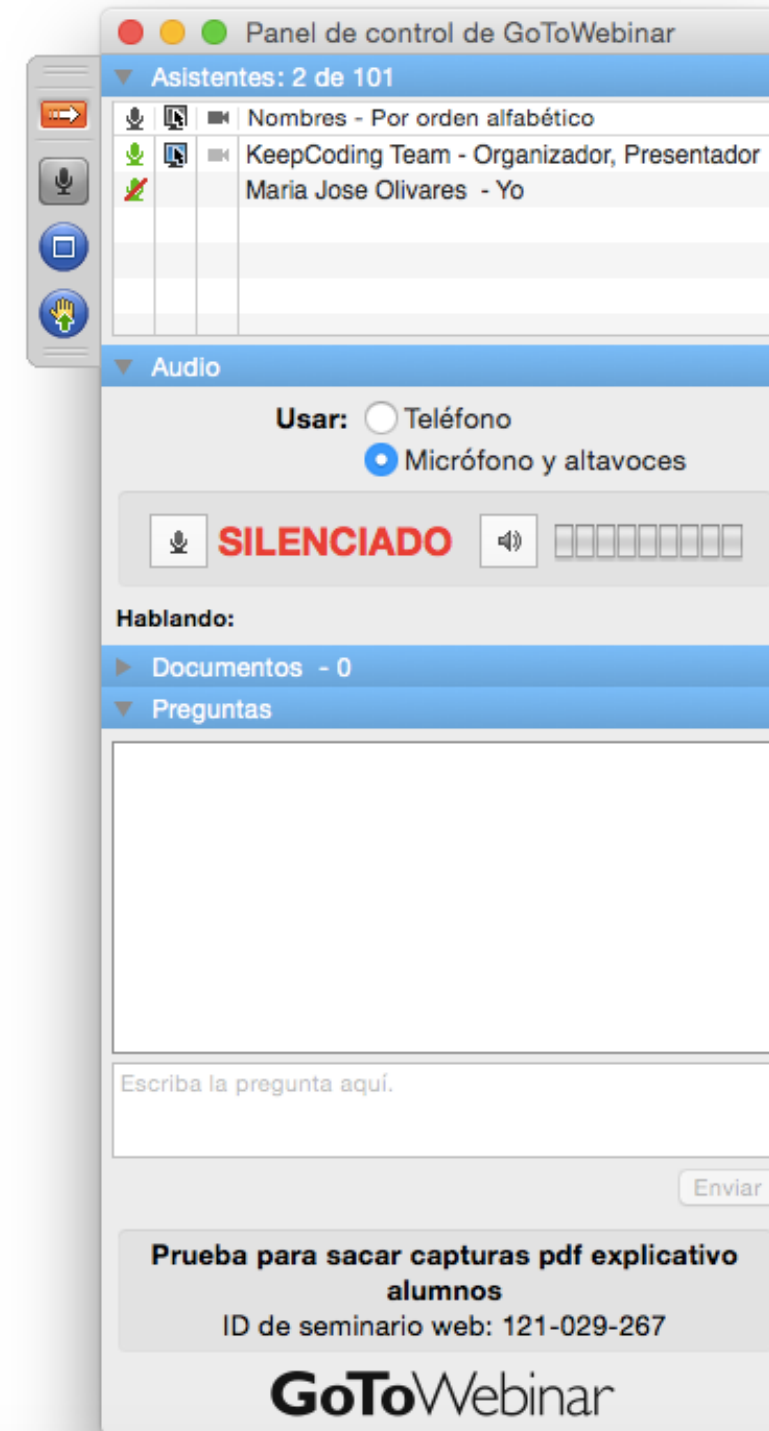 Panel de control de GoToWebinar
Asistentes: 2 de 101
Nombres - Por orden alfabético
KeepCoding Team - Organizador, Presentador
Maria Jose Olivares - Yo
Audio
Usar: Teléfono
Micrófono y altavoces
SILENCIADO
Hablando:
Documentos - 0
Preguntas
Escriba la pregunta aquí.
Enviar
Prueba para sacar capturas pdf explicativo
alumnos
ID de seminario web: 121-029-267
GoToWebinar